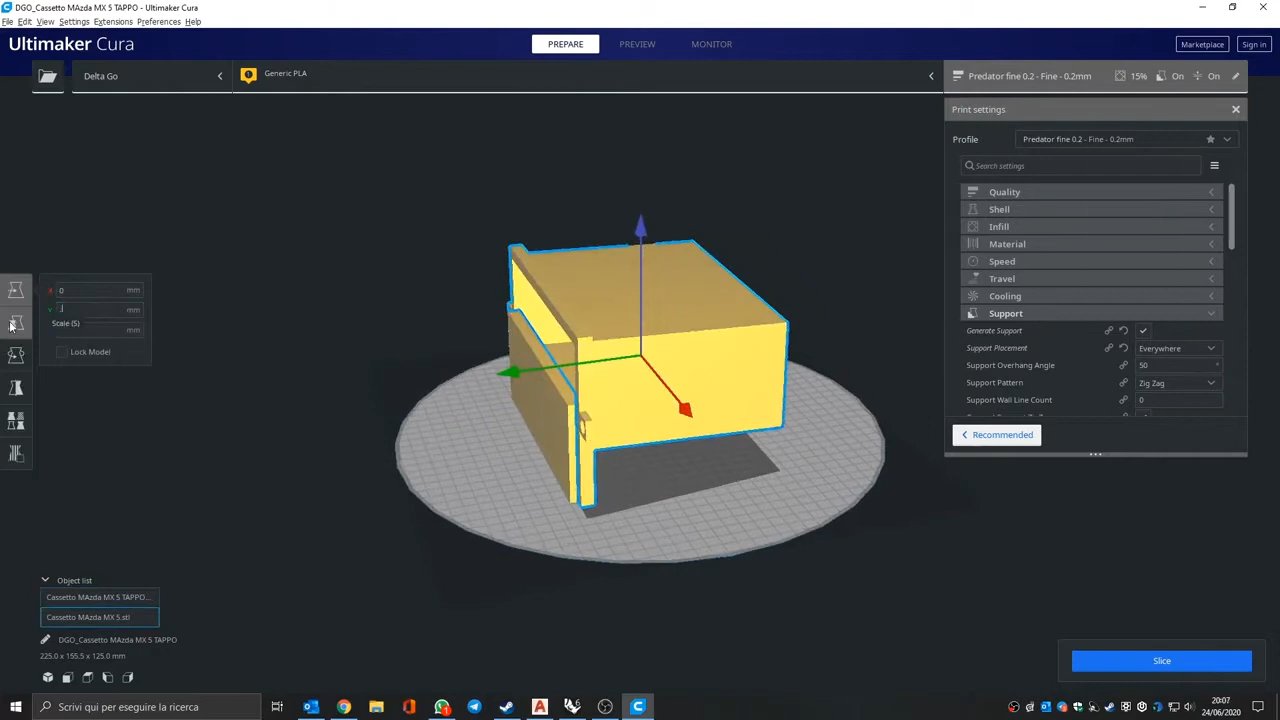 DGO_Cassetto MAzda MX 5 TAPPO - Ultimaker Cura
File Edit View Settings Extensions Preferences Help
Ultimaker Cura
PREPARE PREVIEW MONITOR
Marketplace Sign in
Delta Go
Generic PLA
Predator fine 0.2 - Fine - 0.2mm 15% On On
Print settings
Profile Predator fine 0.2 - Fine - 0.2mm
Search settings
Quality
Shell
Infill
Material
Speed
Travel
Cooling
Support
Generate Support
Support Placement Everywhere
Support Overhang Angle 50 °
Support Pattern Zig Zag
Support Wall Line Count 0
Recommended
X 0 mm
Y mm
Scale (S)
mm
Lock Model
Object list
Cassetto MAzda MX 5 TAPPO...
Cassetto MAzda MX 5.stl
DGO_Cassetto MAzda MX 5 TAPPO
225.0 x 155.5 x 125.0 mm
Slice
Scrivi qui per eseguire la ricerca
20:07
24/06/2020